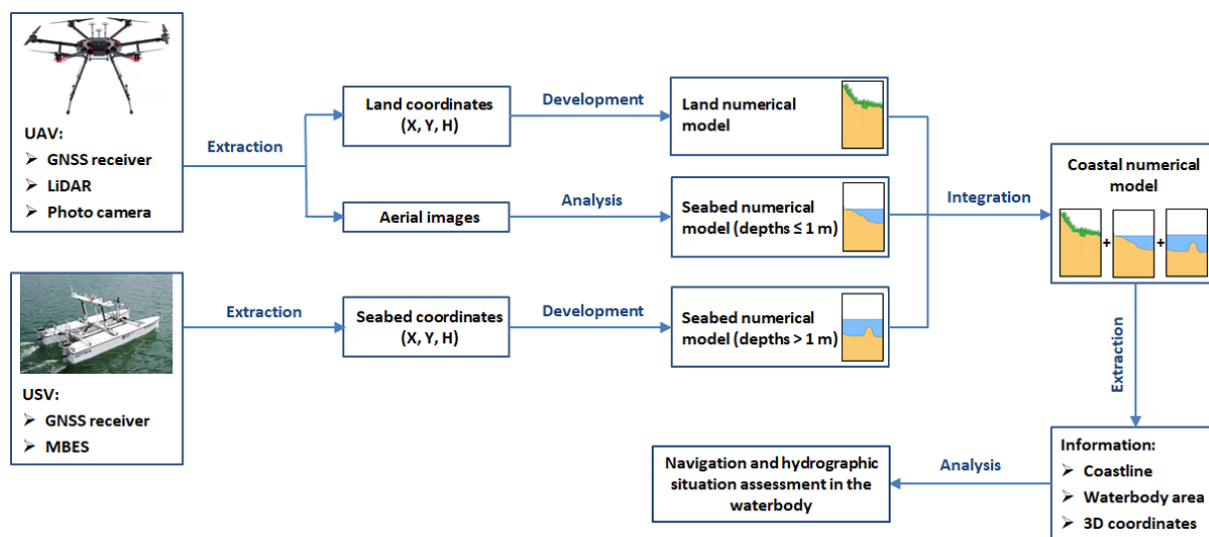 UAV:
GNSS receiver
LiDAR
Photo camera
Extraction
Land coordinates
(X, Y, H)
Development
Land numerical
model
Aerial images
Analysis
Seabed numerical
model (depths ≤ 1 m)
USV:
GNSS receiver
MBES
Extraction
Seabed coordinates
(X, Y, H)
Development
Seabed numerical
model (depths > 1 m)
Integration
Coastal numerical
model
+
+
Extraction
Information:
Coastline
Waterbody area
3D coordinates
Analysis
Navigation and hydrographic
situation assessment in the
waterbody